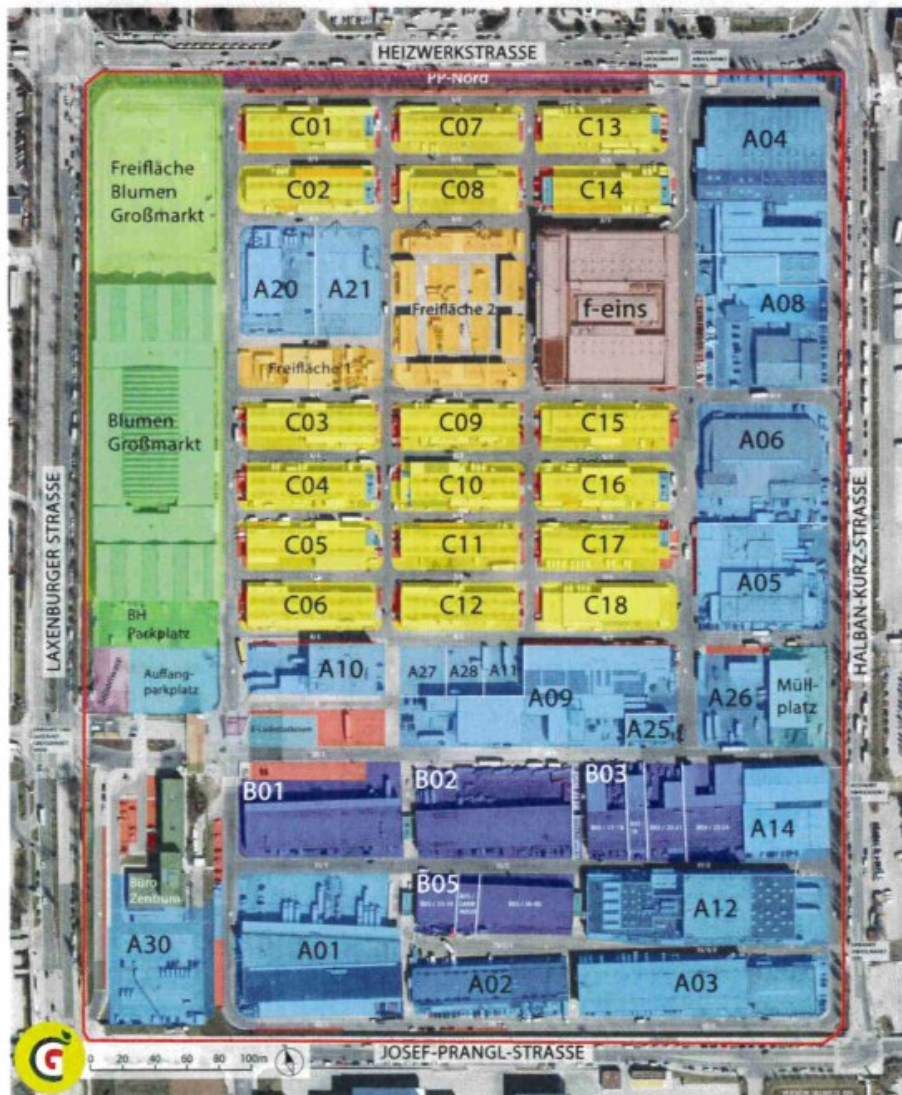 HEIZWERKSTRASSE
PP-Nord
C01
C07
C13
A04
Freifläche
Blumen
Großmarkt
C02
C08
C14
A20
A21
Freifläche 2
f-eins
A08
Freifläche 1
Blumen
Großmarkt
C03
C09
C15
A06
C04
C10
C16
C05
C11
C17
A05
C06
C12
C18
BH
Parkplatz
Auffang-
parkplatz
A10
A27
A28
A11
A09
A25
A26
Müll-
platz
LAXENBURGER STRASSE
HALBAN-KURZ-STRASSE
B01
B02
B03
A14
B05
Büro
Zentrum
A30
A01
A12
A02
A03
G
0 20 40 60 80 100m
JOSEF-PRANGL-STRASSE